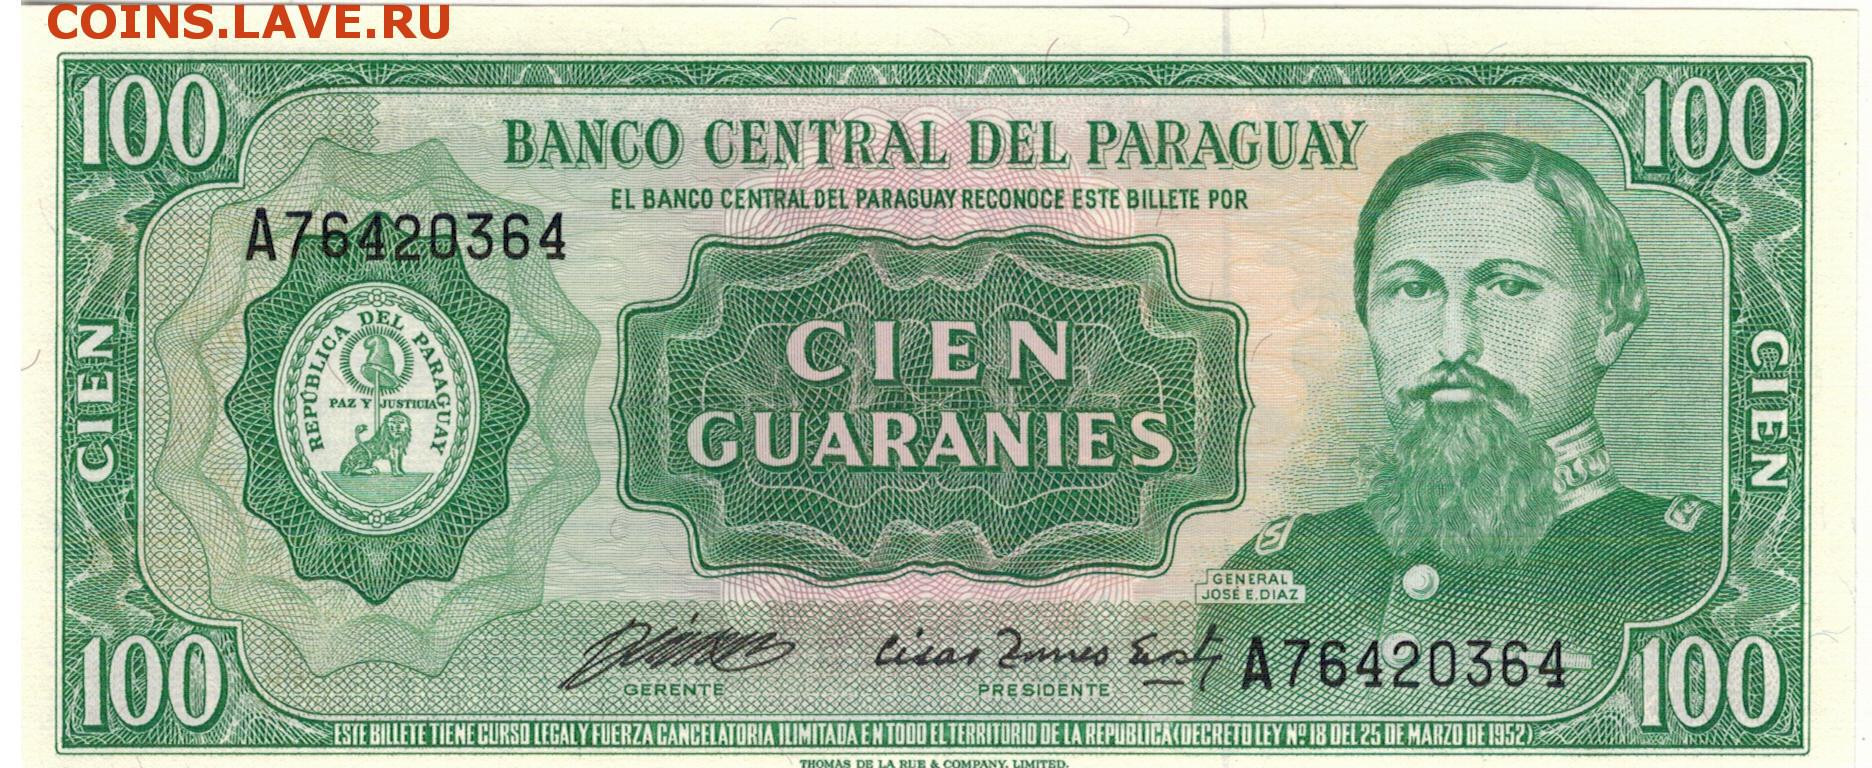 COINS.LAVE.RU
100
100
BANCO CENTRAL DEL PARAGUAY
EL BANCO CENTRAL DEL PARAGUAY RECONOCE ESTE BILLETE POR
A76420364
CIEN
REPÚBLICA DEL PARAGUAY
PAZ Y JUSTICIA
CIEN
GUARANIES
CIEN
GENERAL
JOSÉ E. DIAZ
A76420364
GERENTE
PRESIDENTE
100
100
ESTE BILLETE TIENE CURSO LEGAL Y FUERZA CANCELATORIA ILIMITADA EN TODO EL TERRITORIO DE LA REPUBLICA (DECRETO LEY Nº 18 DEL 25 DE MARZO DE 1952)
THOMAS DE LA RUE & COMPANY, LIMITED.